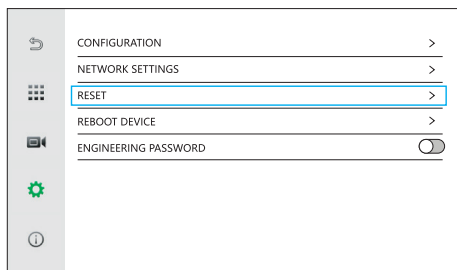 CONFIGURATION
NETWORK SETTINGS
RESET
REBOOT DEVICE
ENGINEERING PASSWORD